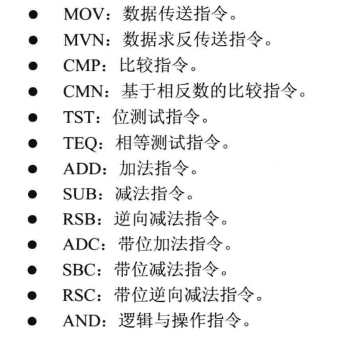 ● MOV：数据传送指令。
● MVN：数据求反传送指令。
● CMP：比较指令。
● CMN：基于相反数的比较指令。
● TST：位测试指令。
● TEQ：相等测试指令。
● ADD：加法指令。
● SUB：减法指令。
● RSB：逆向减法指令。
● ADC：带位加法指令。
● SBC：带位减法指令。
● RSC：带位逆向减法指令。
● AND：逻辑与操作指令。